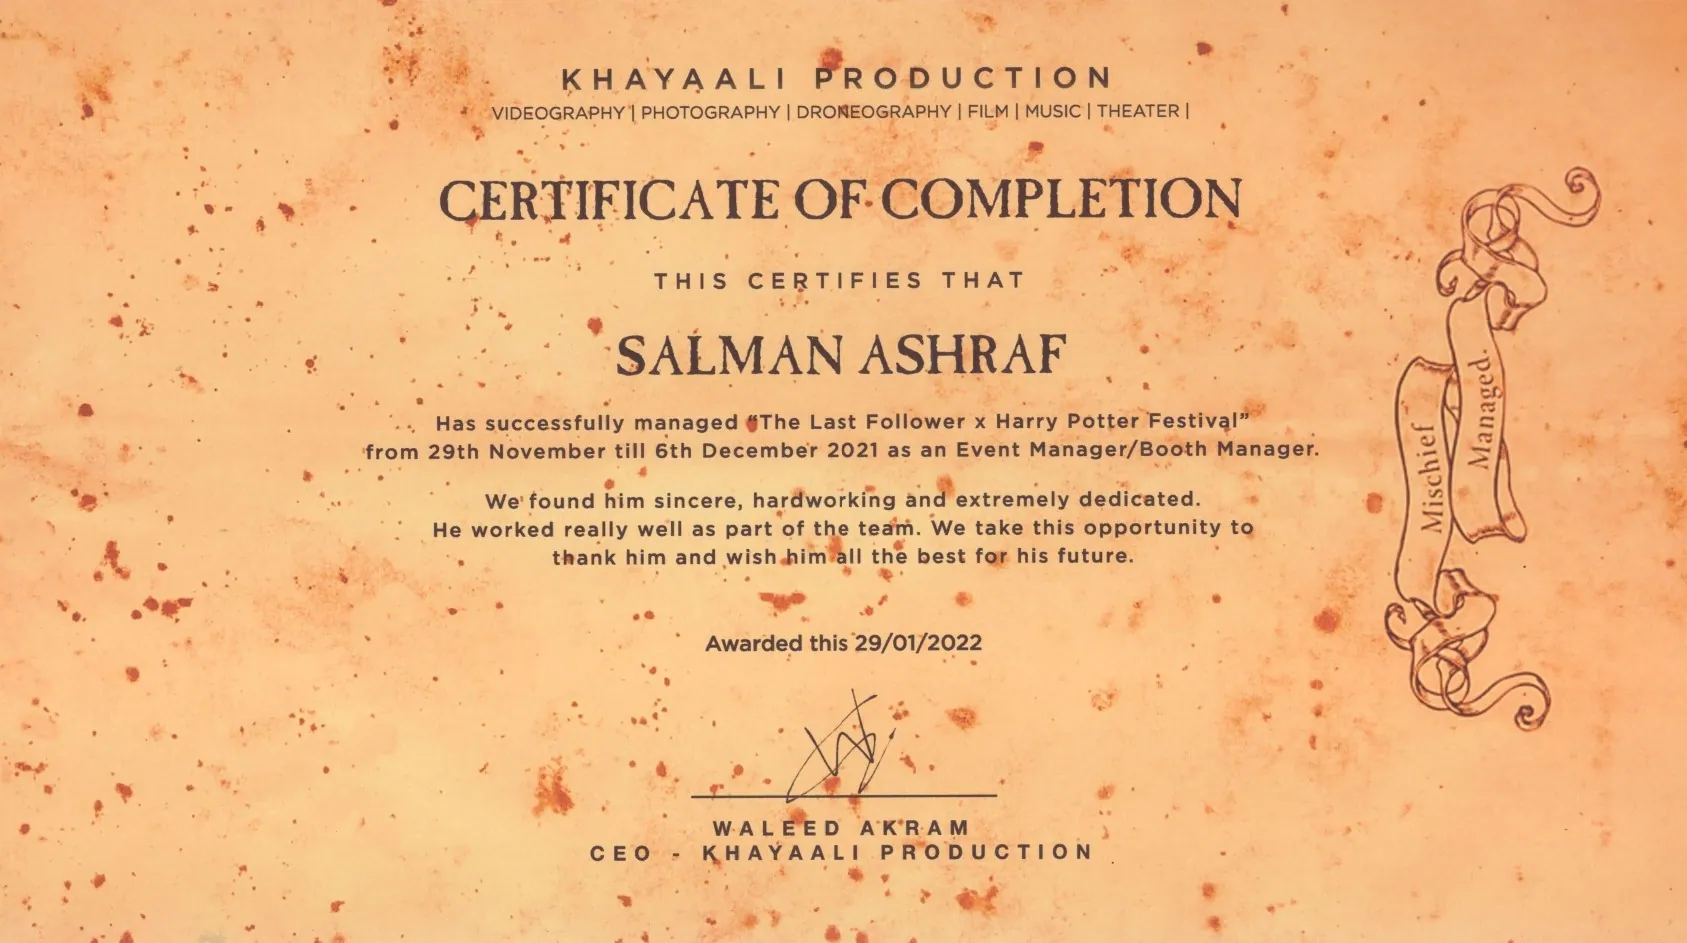 KHAYAALI PRODUCTION
VIDEOGRAPHY | PHOTOGRAPHY | DRONEOGRAPHY | FILM | MUSIC | THEATER |
CERTIFICATE OF COMPLETION
THIS CERTIFIES THAT
SALMAN ASHRAF
Has successfully managed “The Last Follower x Harry Potter Festival”
from 29th November till 6th December 2021 as an Event Manager/Booth Manager.
We found him sincere, hardworking and extremely dedicated.
He worked really well as part of the team. We take this opportunity to
thank him and wish him all the best for his future.
Awarded this 29/01/2022
WALEED AKRAM
CEO - KHAYAALI PRODUCTION
Mischief
Managed.